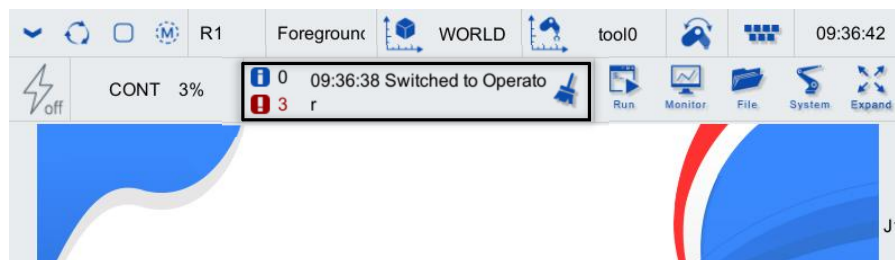 R1
Foregrounc
WORLD
tool0
09:36:42
off
CONT 3%
0
09:36:38 Switched to Operato
3
r
Run
Monitor
File
System
Expand